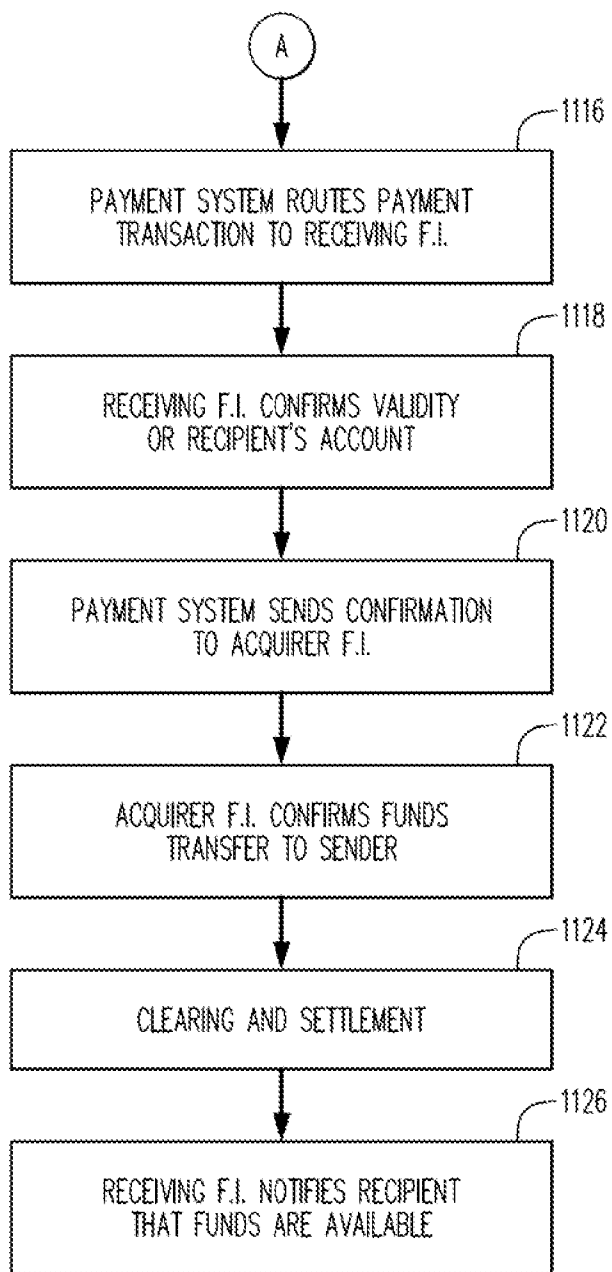 A
1116
PAYMENT SYSTEM ROUTES PAYMENT
TRANSACTION TO RECEIVING F.I.
1118
RECEIVING F.I. CONFIRMS VALIDITY
OR RECIPIENT'S ACCOUNT
1120
PAYMENT SYSTEM SENDS CONFIRMATION
TO ACQUIRER F.I.
1122
ACQUIRER F.I. CONFIRMS FUNDS
TRANSFER TO SENDER
1124
CLEARING AND SETTLEMENT
1126
RECEIVING F.I. NOTIFIES RECIPIENT
THAT FUNDS ARE AVAILABLE